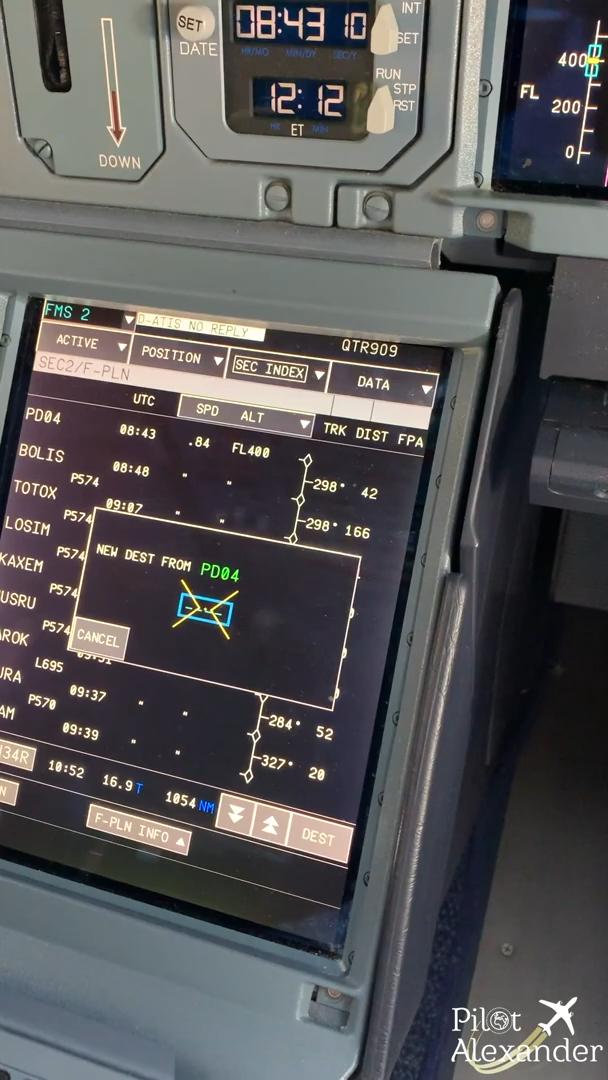 SET
DATE
DOWN
08:43 10
HR/MO MIN/DY SEC/Y
INT
SET
RUN
STP
RST
12:12
HR ET MIN
FL
400
200
0
FMS 2
D-ATIS NO REPLY
QTR909
ACTIVE
POSITION
SEC INDEX
DATA
SEC2/F-PLN
UTC SPD ALT TRK DIST FPA
PD04 08:43 .84 FL400
BOLIS 08:48 " "
298° 42
TOTOX P574 09:07 " "
298° 166
LOSIM P574
KAXEM P574
USRU P574
AROK P574
URA L695
AM P570
NEW DEST FROM PD04
CANCEL
09:37 " "
284° 52
09:39 " "
327° 20
34R 10:52 16.9 T 1054 NM
N
F-PLN INFO
DEST
Pilot
Alexander